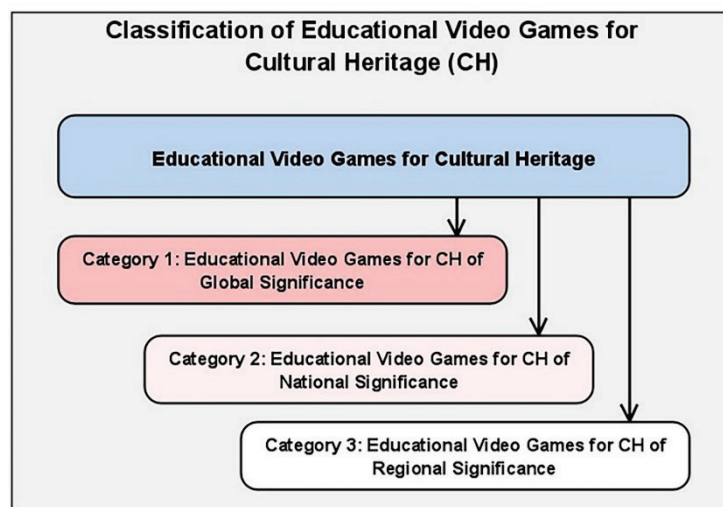 Classification of Educational Video Games for
Cultural Heritage (CH)
Educational Video Games for Cultural Heritage
Category 1: Educational Video Games for CH of
Global Significance
Category 2: Educational Video Games for CH of
National Significance
Category 3: Educational Video Games for CH of
Regional Significance